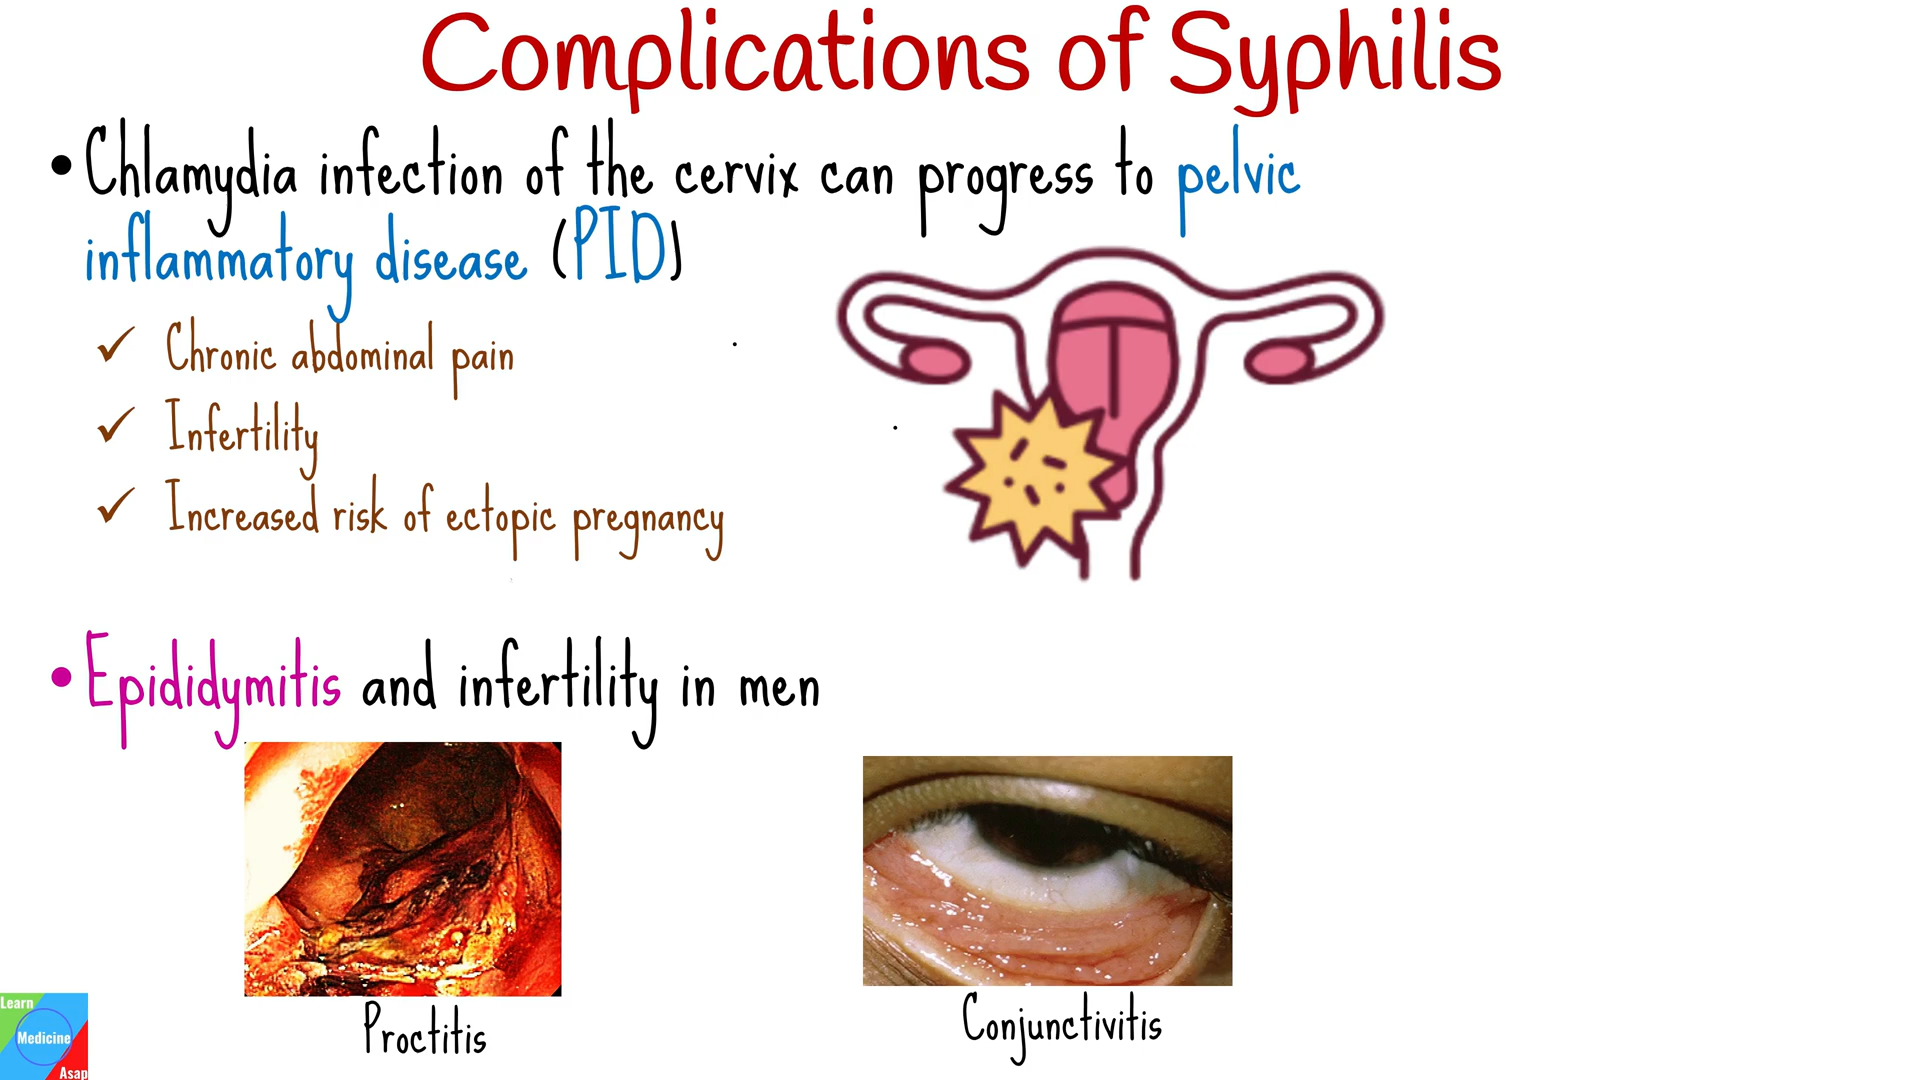 Complications of Syphilis
•Chlamydia infection of the cervix can progress to pelvic
inflammatory disease (PID)
✓ Chronic abdominal pain
✓ Infertility
✓ Increased risk of ectopic pregnancy
•Epididymitis and infertility in men
Proctitis
Conjunctivitis
Learn
Medicine
Asap